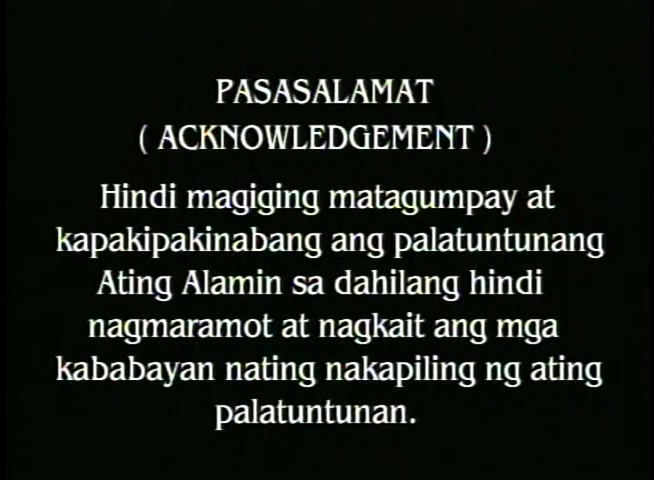 PASASALAMAT
( ACKNOWLEDGEMENT )
Hindi magiging matagumpay at
kapakipakinabang ang palatuntunang
Ating Alamin sa dahilang hindi
nagmaramot at nagkait ang mga
kababayan nating nakapiling ng ating
palatuntunan.